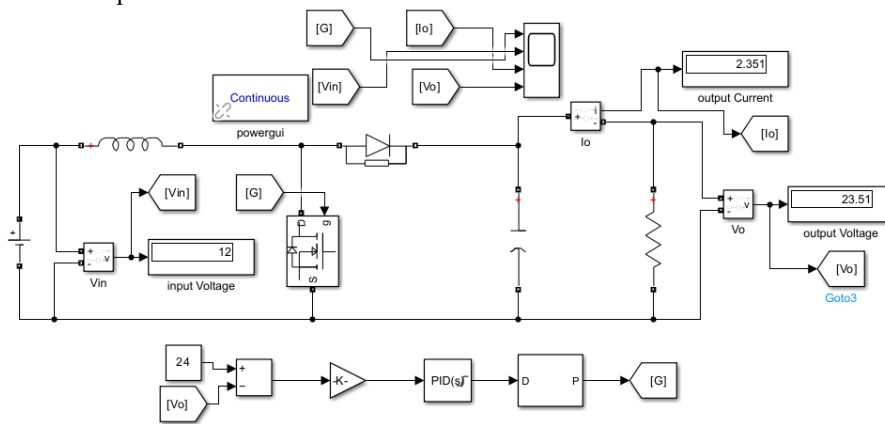 [G]
[Io]
[Vin]
[Vo]
Continuous
powergui
2.351
output Current
[Io]
i
+
-
Io
[Vin]
[G]
D
g
S
+
-
v
Vin
12
input Voltage
+
-
v
Vo
23.51
output Voltage
[Vo]
Goto3
24
[Vo]
+
-
-K-
PID(s)
D
P
[G]